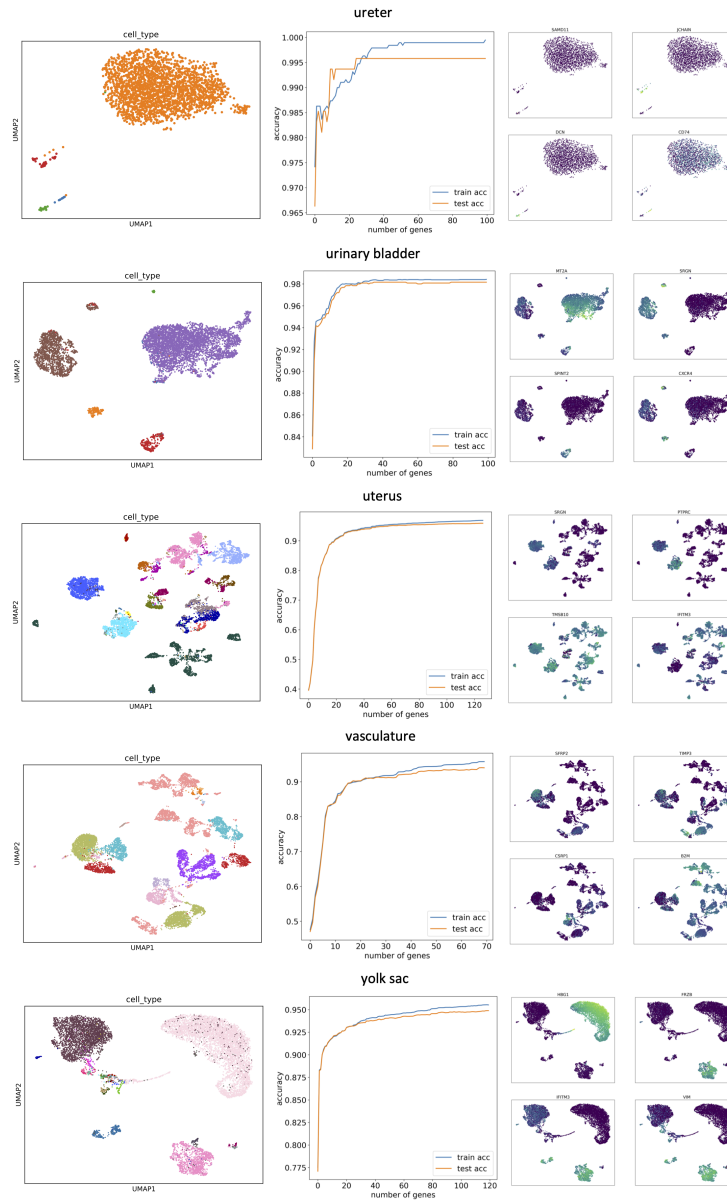 ureter
cell_type
UMAP2
UMAP1
accuracy
1.000
0.995
0.990
0.985
0.980
0.975
0.970
0.965
train acc
test acc
0 20 40 60 80 100
number of genes
SAMD11 JCHAIN
DCN CD74
urinary bladder
cell_type
UMAP2
UMAP1
accuracy
0.98
0.96
0.94
0.92
0.90
0.88
0.86
0.84
train acc
test acc
0 20 40 60 80 100
number of genes
MT2A SRGN
SPINT2 CXCR4
uterus
cell_type
UMAP2
UMAP1
accuracy
0.9
0.8
0.7
0.6
0.5
0.4
train acc
test acc
0 20 40 60 80 100 120
number of genes
SRGN PTPRC
TMSB10 IFITM3
vasculature
cell_type
UMAP2
UMAP1
accuracy
0.9
0.8
0.7
0.6
0.5
train acc
test acc
0 10 20 30 40 50 60 70
number of genes
SFRP2 TIMP3
CSRP1 B2M
yolk sac
cell_type
UMAP2
UMAP1
accuracy
0.950
0.925
0.900
0.875
0.850
0.825
0.800
0.775
train acc
test acc
0 20 40 60 80 100 120
number of genes
HBG1 FRZB
IFITM3 VIM